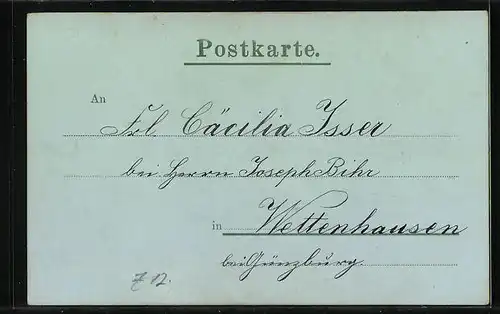 Postkarte.
An
Frl. Cäcilia Isser
bei Herrn Joseph Bihr
in Wettenhausen
bei Günzburg.